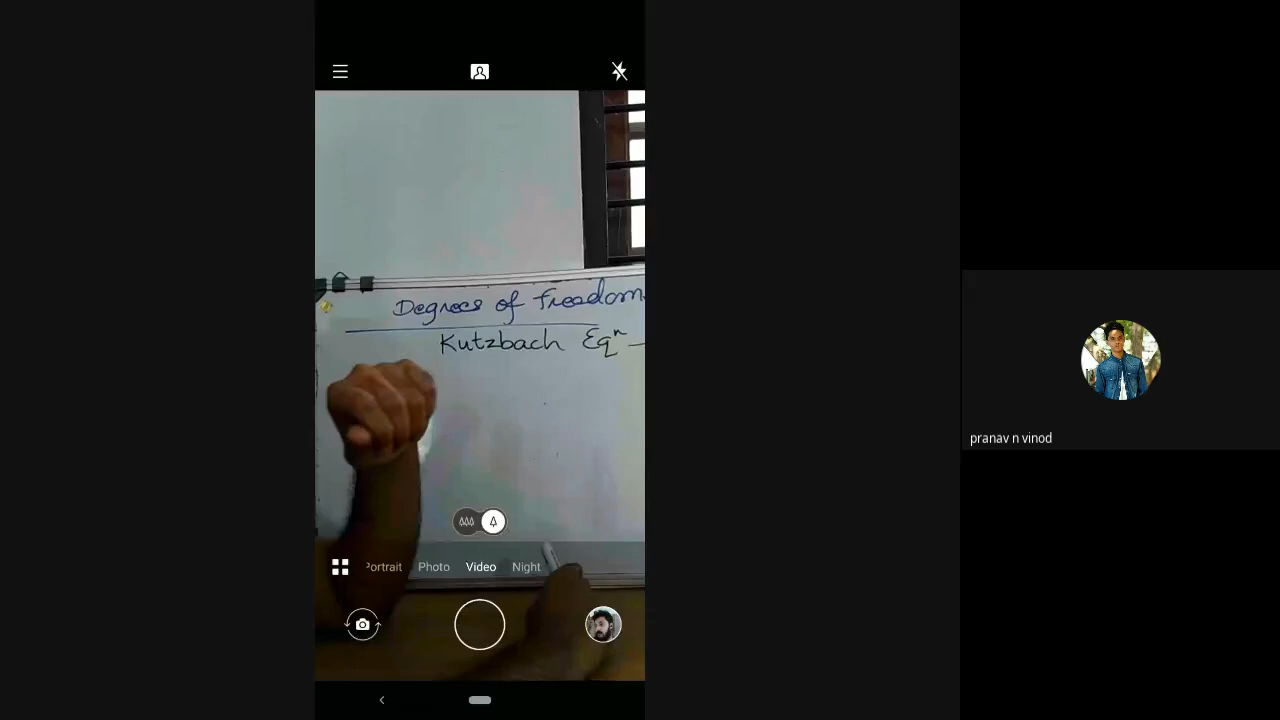 Degrees of freedom
Kutzbach Eqⁿ –
Portrait Photo Video Night
pranav n vinod